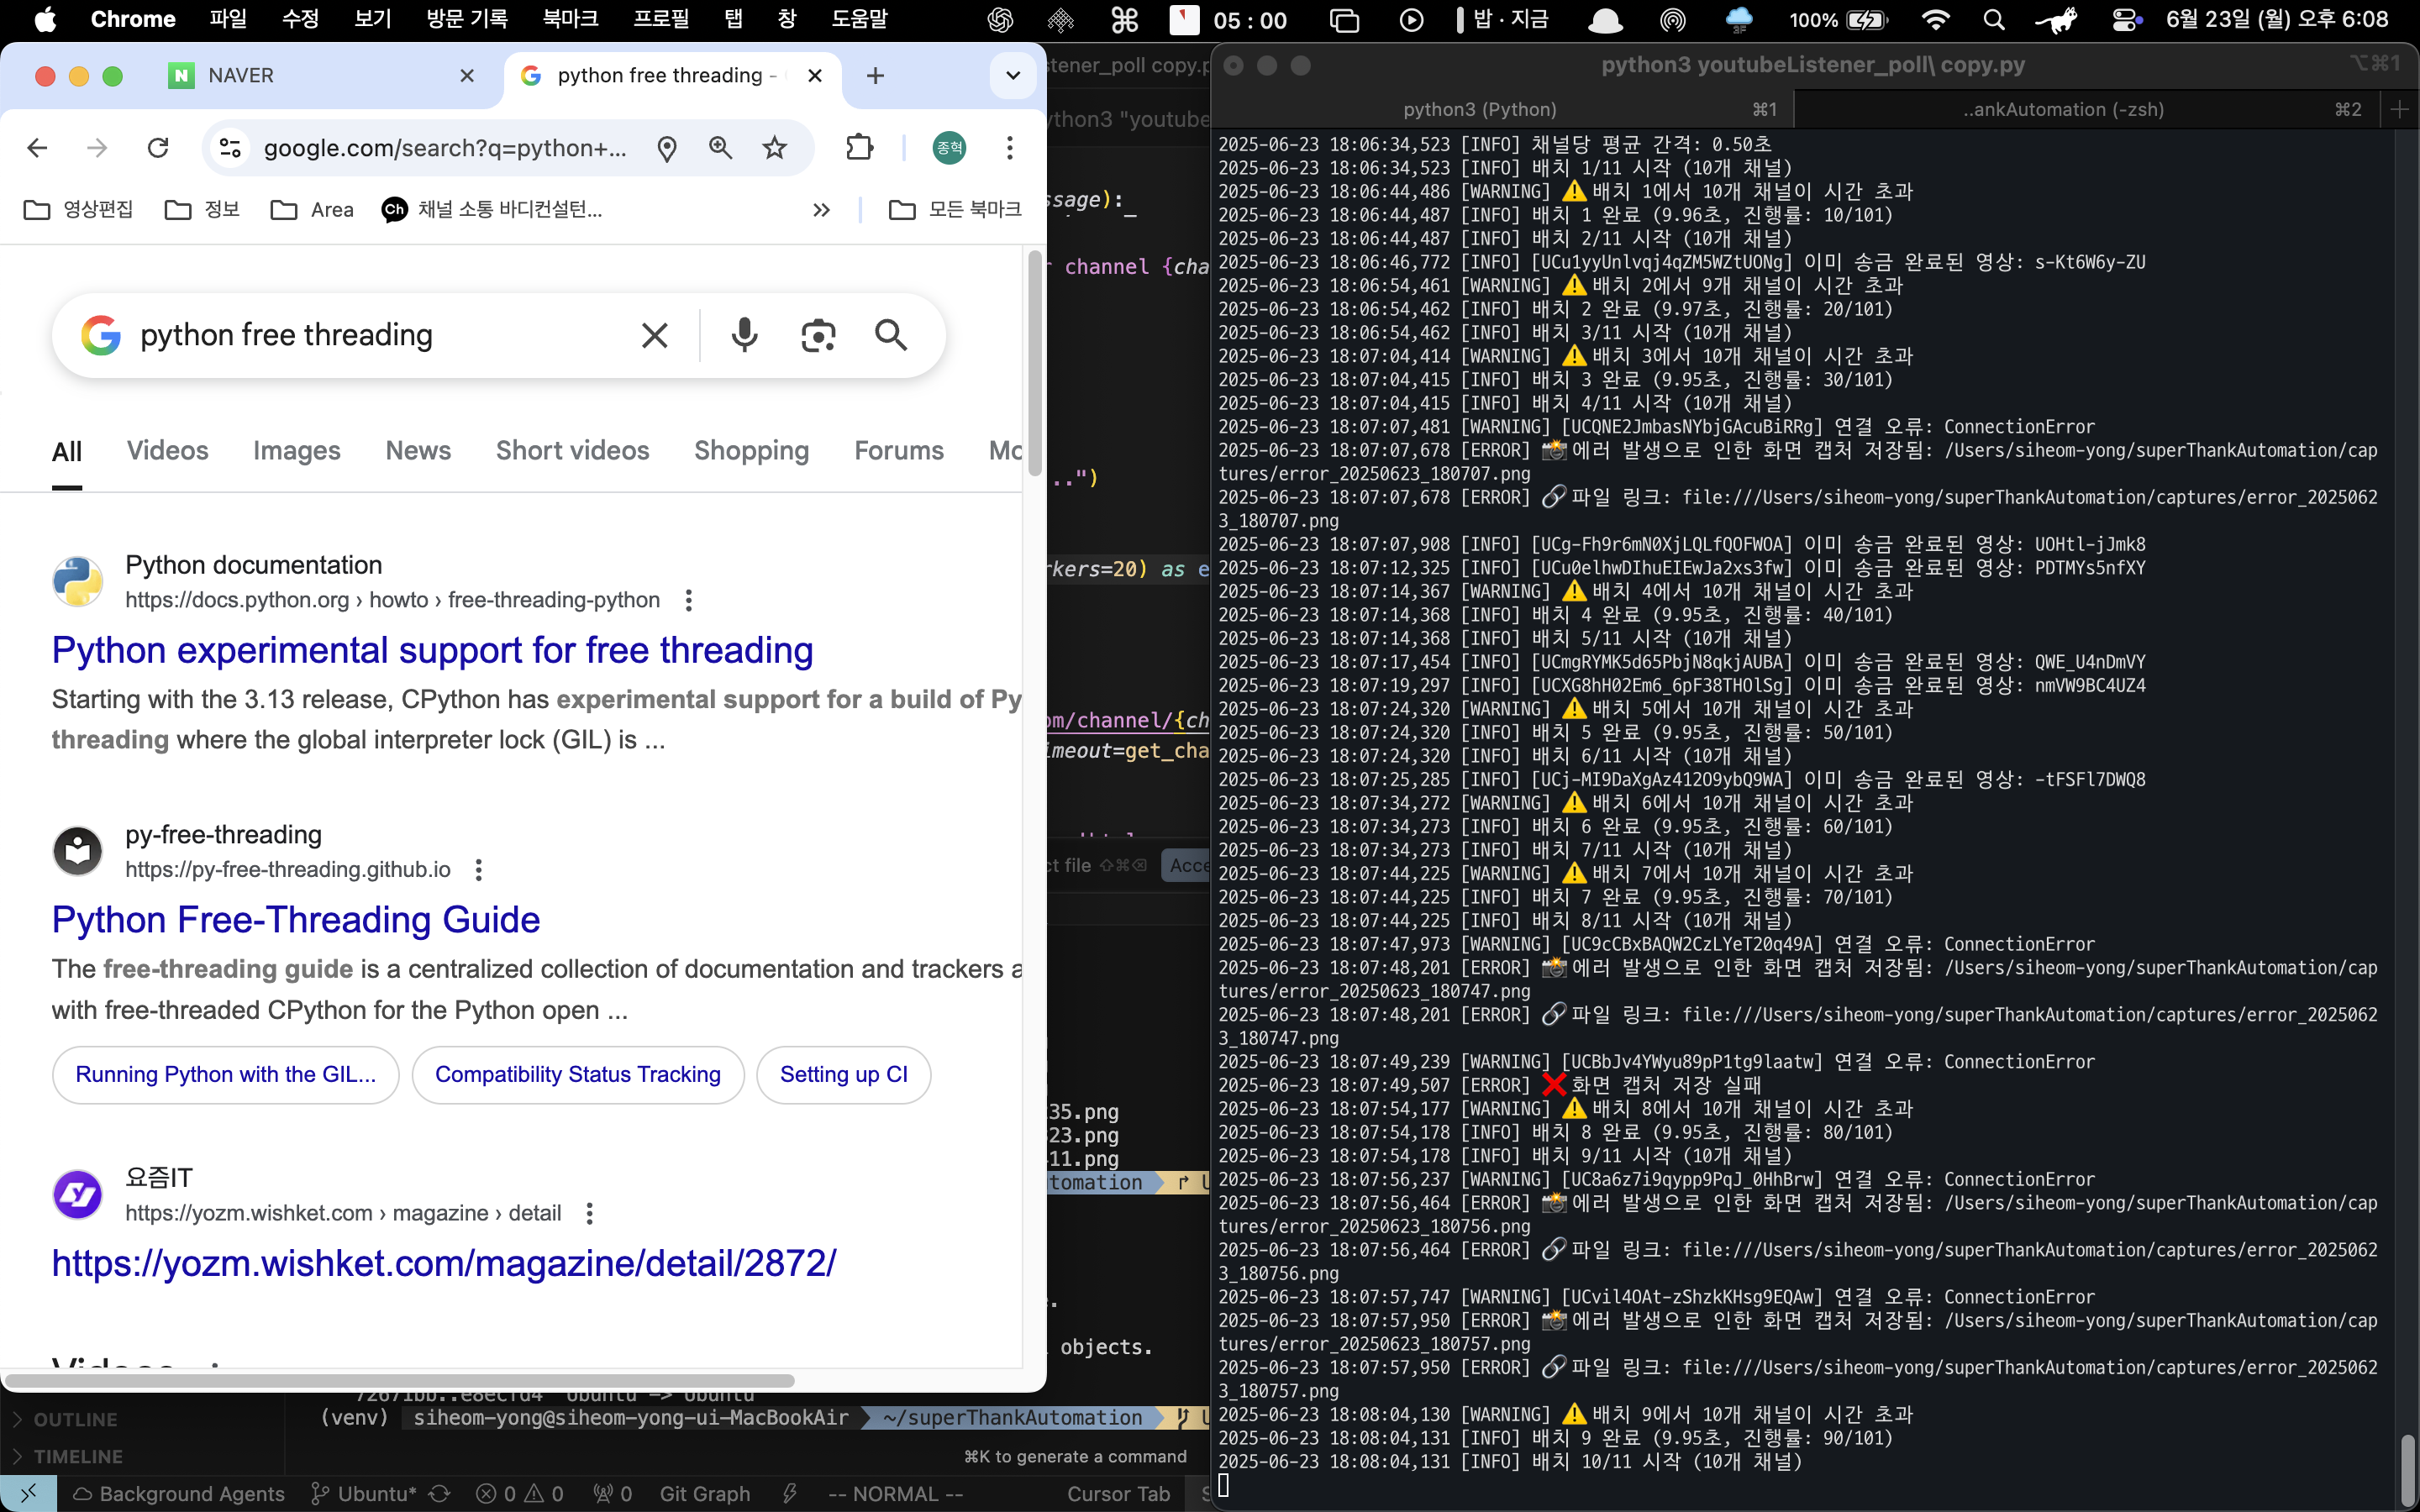 Chrome 파일 수정 보기 방문 기록 북마크 프로필 탭 창 도움말
05 : 00 밥 · 지금 100% 6월 23일 (월) 오후 6:08
NAVER
python free threading -
google.com/search?q=python+...
종혁
영상편집 정보 Area Ch 채널 소통 바디컨설턴... » 모든 북마크
python free threading
All Videos Images News Short videos Shopping Forums Mo
Python documentation
https://docs.python.org › howto › free-threading-python
Python experimental support for free threading
Starting with the 3.13 release, CPython has experimental support for a build of Py
threading where the global interpreter lock (GIL) is ...
py-free-threading
https://py-free-threading.github.io
Python Free-Threading Guide
The free-threading guide is a centralized collection of documentation and trackers a
with free-threaded CPython for the Python open ...
Running Python with the GIL...
Compatibility Status Tracking
Setting up CI
요즘IT
https://yozm.wishket.com › magazine › detail
https://yozm.wishket.com/magazine/detail/2872/
stener_poll copy.p
ython3 "youtube
ssage):
r channel {cha
..")
rkers=20) as e
om/channel/{ch
imeout=get_cha
ct file ⇧⌘⌫ Acce
35.png
23.png
11.png
tomation
objects.
(venv) siheom-yong@siheom-yong-ui-MacBookAir ~/superThankAutomation
⌘K to generate a command
OUTLINE
TIMELINE
Background Agents Ubuntu* 0 0 0 Git Graph -- NORMAL -- Cursor Tab
python3 youtubeListener_poll\ copy.py ⌥⌘1
python3 (Python) ⌘1 ..ankAutomation (-zsh) ⌘2
2025-06-23 18:06:34,523 [INFO] 채널당 평균 간격: 0.50초
2025-06-23 18:06:34,523 [INFO] 배치 1/11 시작 (10개 채널)
2025-06-23 18:06:44,486 [WARNING] ⚠️ 배치 1에서 10개 채널이 시간 초과
2025-06-23 18:06:44,487 [INFO] 배치 1 완료 (9.96초, 진행률: 10/101)
2025-06-23 18:06:44,487 [INFO] 배치 2/11 시작 (10개 채널)
2025-06-23 18:06:46,772 [INFO] [UCu1yyUnlvqj4qZM5WZtUONg] 이미 송금 완료된 영상: s-Kt6W6y-ZU
2025-06-23 18:06:54,461 [WARNING] ⚠️ 배치 2에서 9개 채널이 시간 초과
2025-06-23 18:06:54,462 [INFO] 배치 2 완료 (9.97초, 진행률: 20/101)
2025-06-23 18:06:54,462 [INFO] 배치 3/11 시작 (10개 채널)
2025-06-23 18:07:04,414 [WARNING] ⚠️ 배치 3에서 10개 채널이 시간 초과
2025-06-23 18:07:04,415 [INFO] 배치 3 완료 (9.95초, 진행률: 30/101)
2025-06-23 18:07:04,415 [INFO] 배치 4/11 시작 (10개 채널)
2025-06-23 18:07:07,481 [WARNING] [UCQNE2JmbasNYbjGAcuBiRRg] 연결 오류: ConnectionError
2025-06-23 18:07:07,678 [ERROR] 📸 에러 발생으로 인한 화면 캡처 저장됨: /Users/siheom-yong/superThankAutomation/cap
tures/error_20250623_180707.png
2025-06-23 18:07:07,678 [ERROR] 🔗 파일 링크: file:///Users/siheom-yong/superThankAutomation/captures/error_2025062
3_180707.png
2025-06-23 18:07:07,908 [INFO] [UCg-Fh9r6mN0XjLQLfQOFWOA] 이미 송금 완료된 영상: UOHtl-jJmk8
2025-06-23 18:07:12,325 [INFO] [UCu0elhwDIhuEIEwJa2xs3fw] 이미 송금 완료된 영상: PDTMYs5nfXY
2025-06-23 18:07:14,367 [WARNING] ⚠️ 배치 4에서 10개 채널이 시간 초과
2025-06-23 18:07:14,368 [INFO] 배치 4 완료 (9.95초, 진행률: 40/101)
2025-06-23 18:07:14,368 [INFO] 배치 5/11 시작 (10개 채널)
2025-06-23 18:07:17,454 [INFO] [UCmgRYMK5d65PbjN8qkjAUBA] 이미 송금 완료된 영상: QWE_U4nDmVY
2025-06-23 18:07:19,297 [INFO] [UCXG8hH02Em6_6pF38THOlSg] 이미 송금 완료된 영상: nmVW9BC4UZ4
2025-06-23 18:07:24,320 [WARNING] ⚠️ 배치 5에서 10개 채널이 시간 초과
2025-06-23 18:07:24,320 [INFO] 배치 5 완료 (9.95초, 진행률: 50/101)
2025-06-23 18:07:24,320 [INFO] 배치 6/11 시작 (10개 채널)
2025-06-23 18:07:25,285 [INFO] [UCj-MI9DaXgAz412O9ybQ9WA] 이미 송금 완료된 영상: -tFSFl7DWQ8
2025-06-23 18:07:34,272 [WARNING] ⚠️ 배치 6에서 10개 채널이 시간 초과
2025-06-23 18:07:34,273 [INFO] 배치 6 완료 (9.95초, 진행률: 60/101)
2025-06-23 18:07:34,273 [INFO] 배치 7/11 시작 (10개 채널)
2025-06-23 18:07:44,225 [WARNING] ⚠️ 배치 7에서 10개 채널이 시간 초과
2025-06-23 18:07:44,225 [INFO] 배치 7 완료 (9.95초, 진행률: 70/101)
2025-06-23 18:07:44,225 [INFO] 배치 8/11 시작 (10개 채널)
2025-06-23 18:07:47,973 [WARNING] [UC9cCBxBAQW2CzLYeT20q49A] 연결 오류: ConnectionError
2025-06-23 18:07:48,201 [ERROR] 📸 에러 발생으로 인한 화면 캡처 저장됨: /Users/siheom-yong/superThankAutomation/cap
tures/error_20250623_180747.png
2025-06-23 18:07:48,201 [ERROR] 🔗 파일 링크: file:///Users/siheom-yong/superThankAutomation/captures/error_2025062
3_180747.png
2025-06-23 18:07:49,239 [WARNING] [UCBbJv4YWyu89pP1tg9laatw] 연결 오류: ConnectionError
2025-06-23 18:07:49,507 [ERROR] ❌ 화면 캡처 저장 실패
2025-06-23 18:07:54,177 [WARNING] ⚠️ 배치 8에서 10개 채널이 시간 초과
2025-06-23 18:07:54,178 [INFO] 배치 8 완료 (9.95초, 진행률: 80/101)
2025-06-23 18:07:54,178 [INFO] 배치 9/11 시작 (10개 채널)
2025-06-23 18:07:56,237 [WARNING] [UC8a6z7i9qypp9PqJ_0HhBrw] 연결 오류: ConnectionError
2025-06-23 18:07:56,464 [ERROR] 📸 에러 발생으로 인한 화면 캡처 저장됨: /Users/siheom-yong/superThankAutomation/cap
tures/error_20250623_180756.png
2025-06-23 18:07:56,464 [ERROR] 🔗 파일 링크: file:///Users/siheom-yong/superThankAutomation/captures/error_2025062
3_180756.png
2025-06-23 18:07:57,747 [WARNING] [UCvil4OAt-zShzkKHsg9EQAw] 연결 오류: ConnectionError
2025-06-23 18:07:57,950 [ERROR] 📸 에러 발생으로 인한 화면 캡처 저장됨: /Users/siheom-yong/superThankAutomation/cap
tures/error_20250623_180757.png
2025-06-23 18:07:57,950 [ERROR] 🔗 파일 링크: file:///Users/siheom-yong/superThankAutomation/captures/error_2025062
3_180757.png
2025-06-23 18:08:04,130 [WARNING] ⚠️ 배치 9에서 10개 채널이 시간 초과
2025-06-23 18:08:04,131 [INFO] 배치 9 완료 (9.95초, 진행률: 90/101)
2025-06-23 18:08:04,131 [INFO] 배치 10/11 시작 (10개 채널)